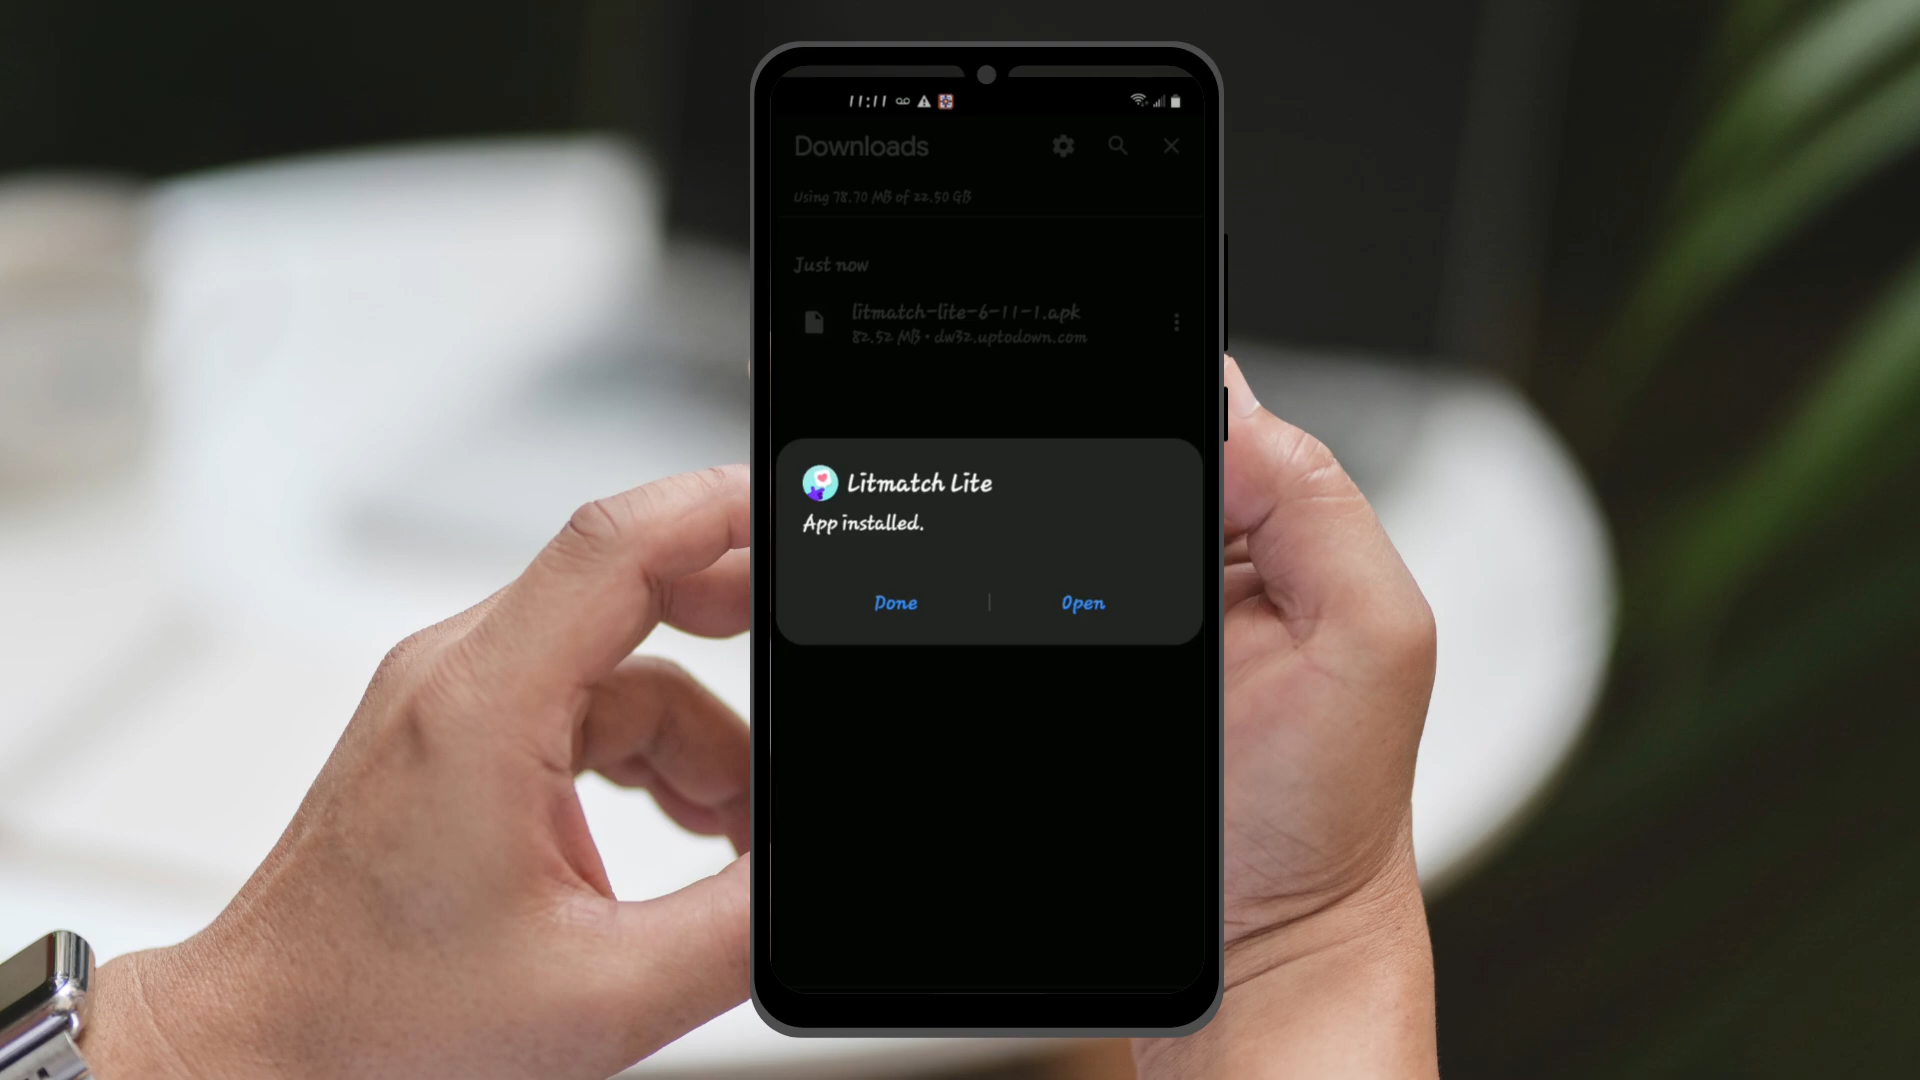 11:11
Downloads
Using 78.70 MB of 22.50 GB
Just now
litmatch-lite-6-11-1.apk
82.52 MB • dw32.uptodown.com
Litmatch Lite
App installed.
Done | Open